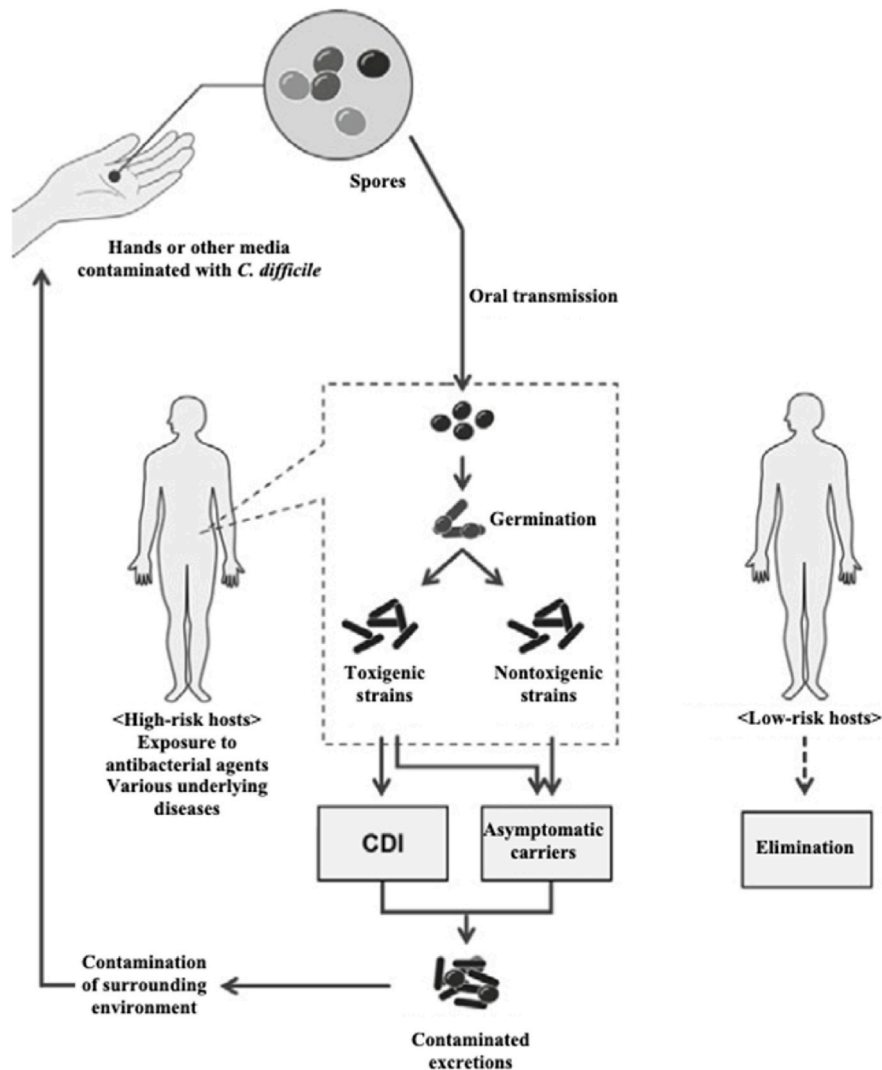 Spores
Hands or other media
contaminated with C. difficile
Oral transmission
Germination
Toxigenic
strains
Nontoxigenic
strains
<High-risk hosts>
Exposure to
antibacterial agents
Various underlying
diseases
<Low-risk hosts>
CDI
Asymptomatic
carriers
Elimination
Contamination
of surrounding
environment
Contaminated
excretions